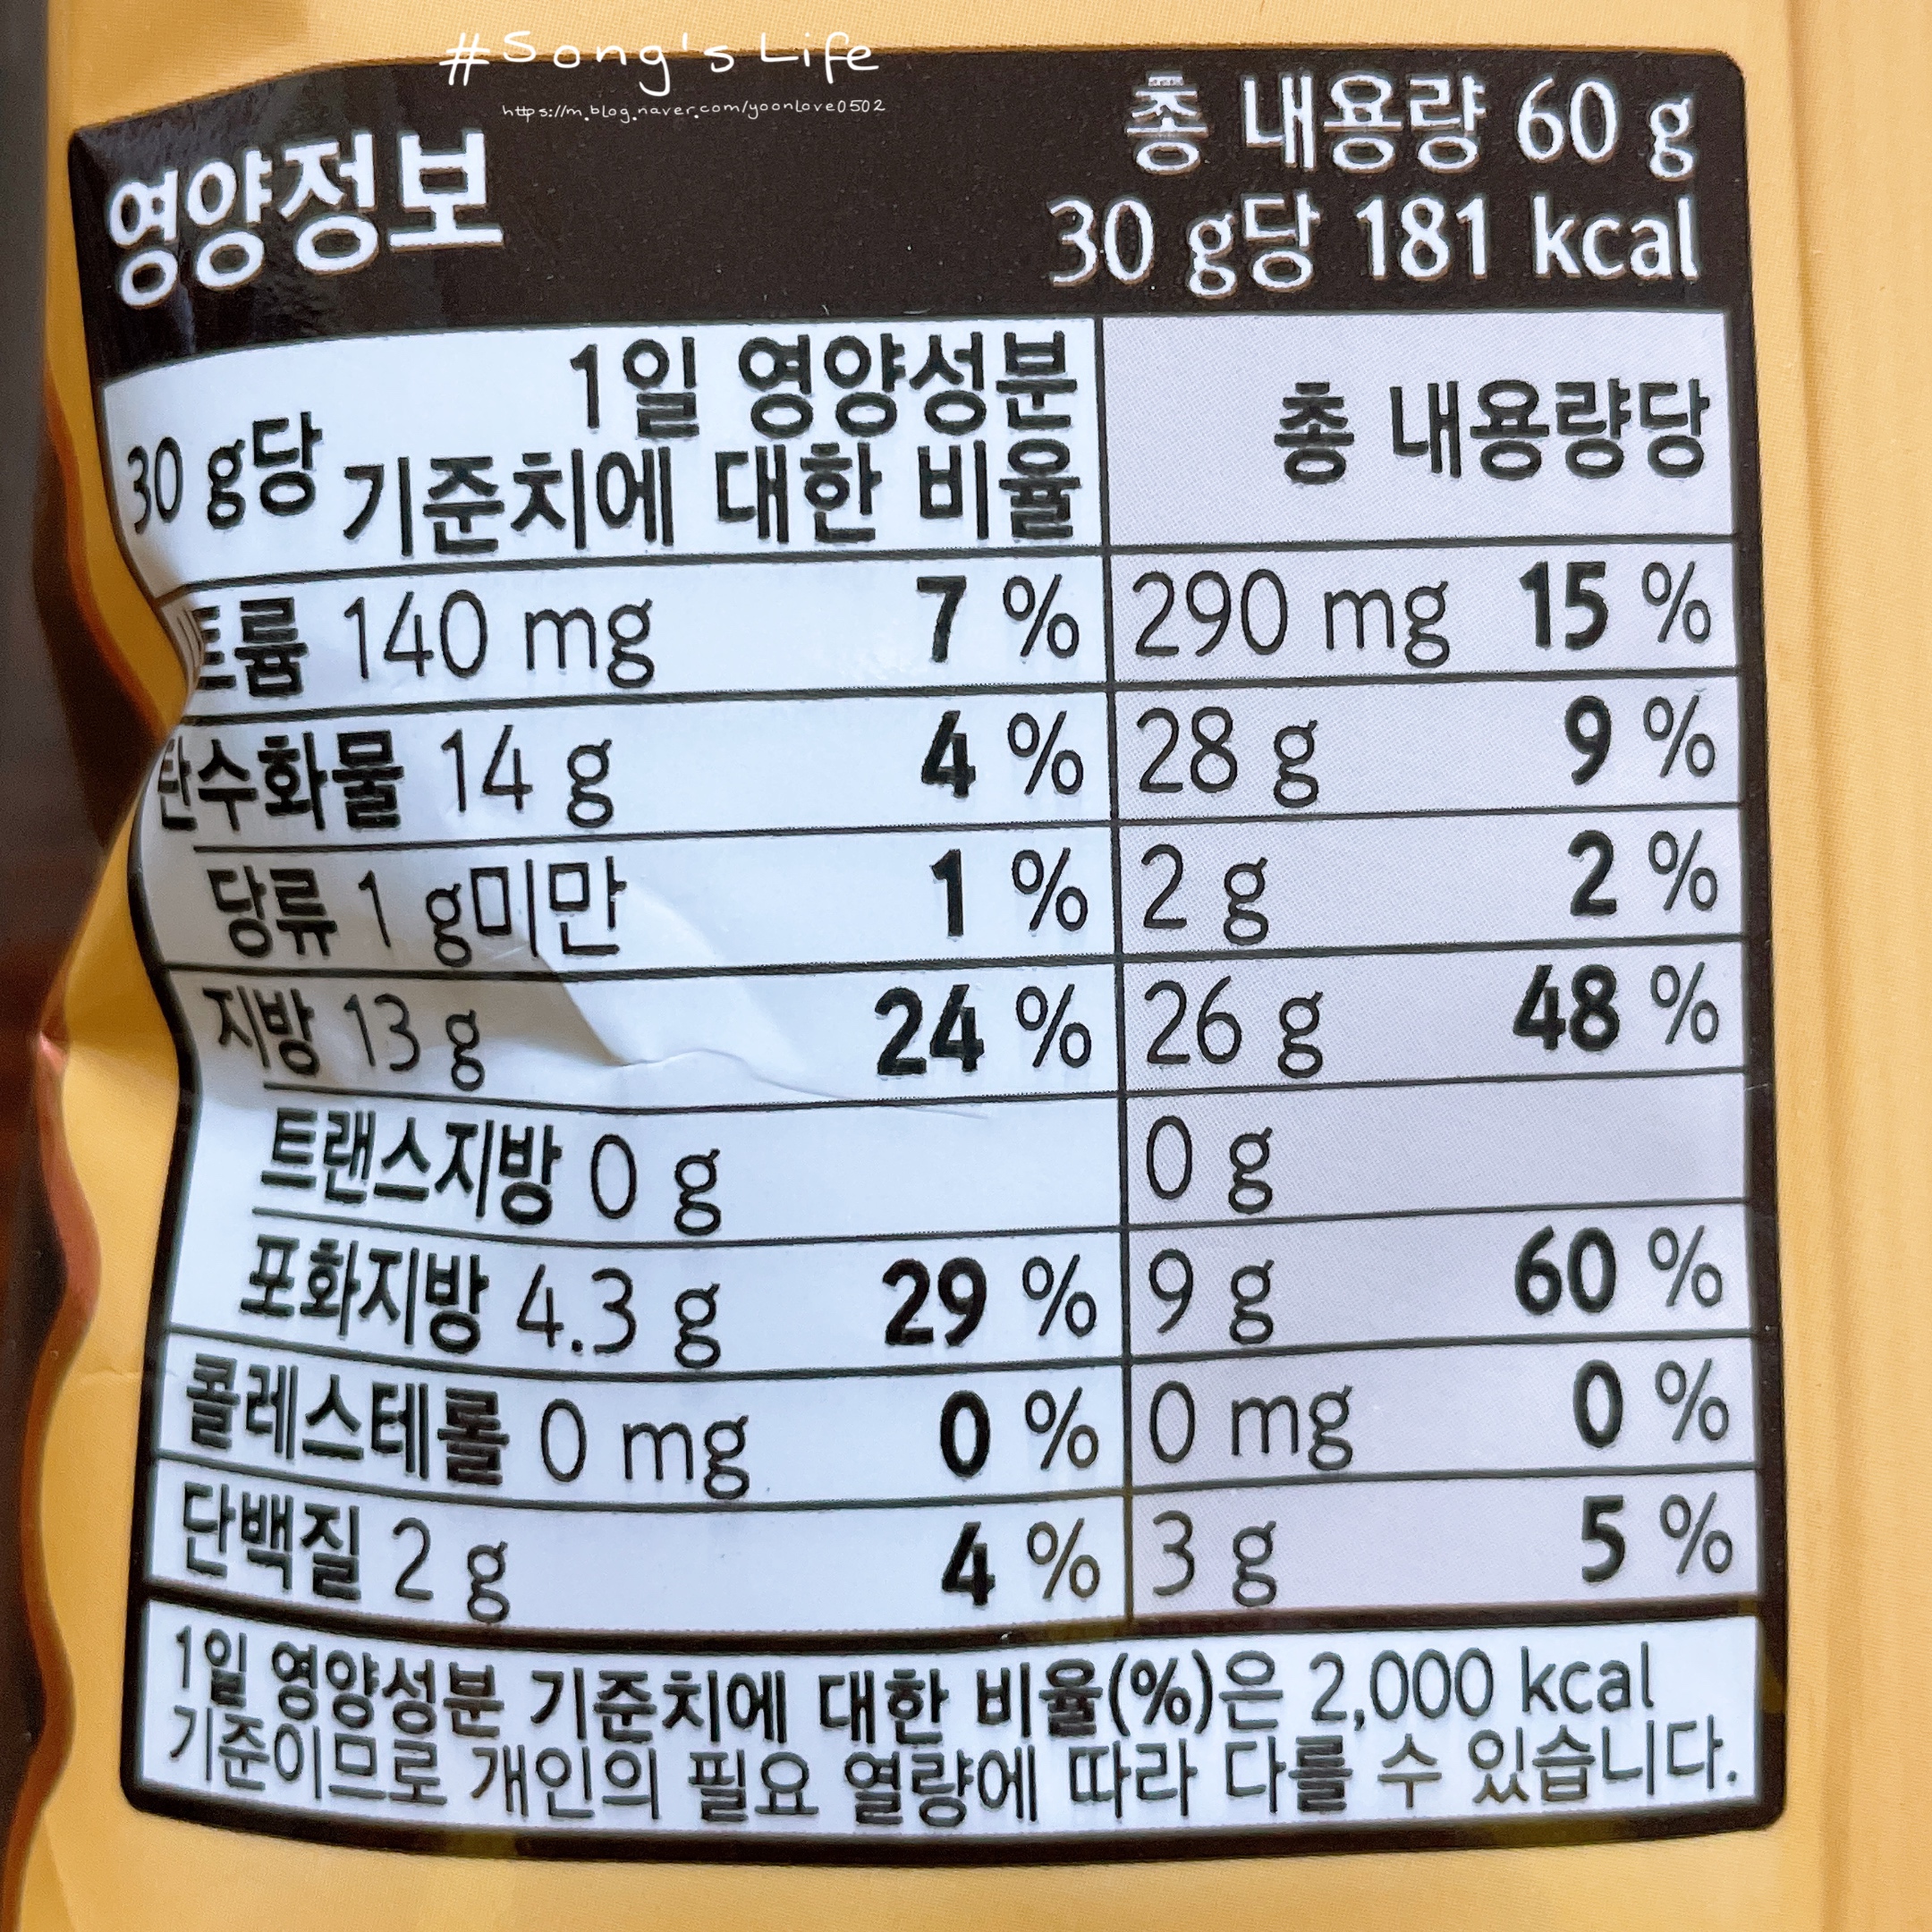 #Song's Life
https://m.blog.naver.com/yoonlove0502
영양정보
총 내용량 60 g
30 g당 181 kcal
30 g당 1일 영양성분
기준치에 대한 비율
총 내용량당
트륨 140 mg 7 % 290 mg 15 %
탄수화물 14 g 4 % 28 g 9 %
당류 1 g미만 1 % 2 g 2 %
지방 13 g 24 % 26 g 48 %
트랜스지방 0 g 0 g
포화지방 4.3 g 29 % 9 g 60 %
콜레스테롤 0 mg 0 % 0 mg 0 %
단백질 2 g 4 % 3 g 5 %
1일 영양성분 기준치에 대한 비율(%)은 2,000 kcal
기준이므로 개인의 필요 열량에 따라 다를 수 있습니다.